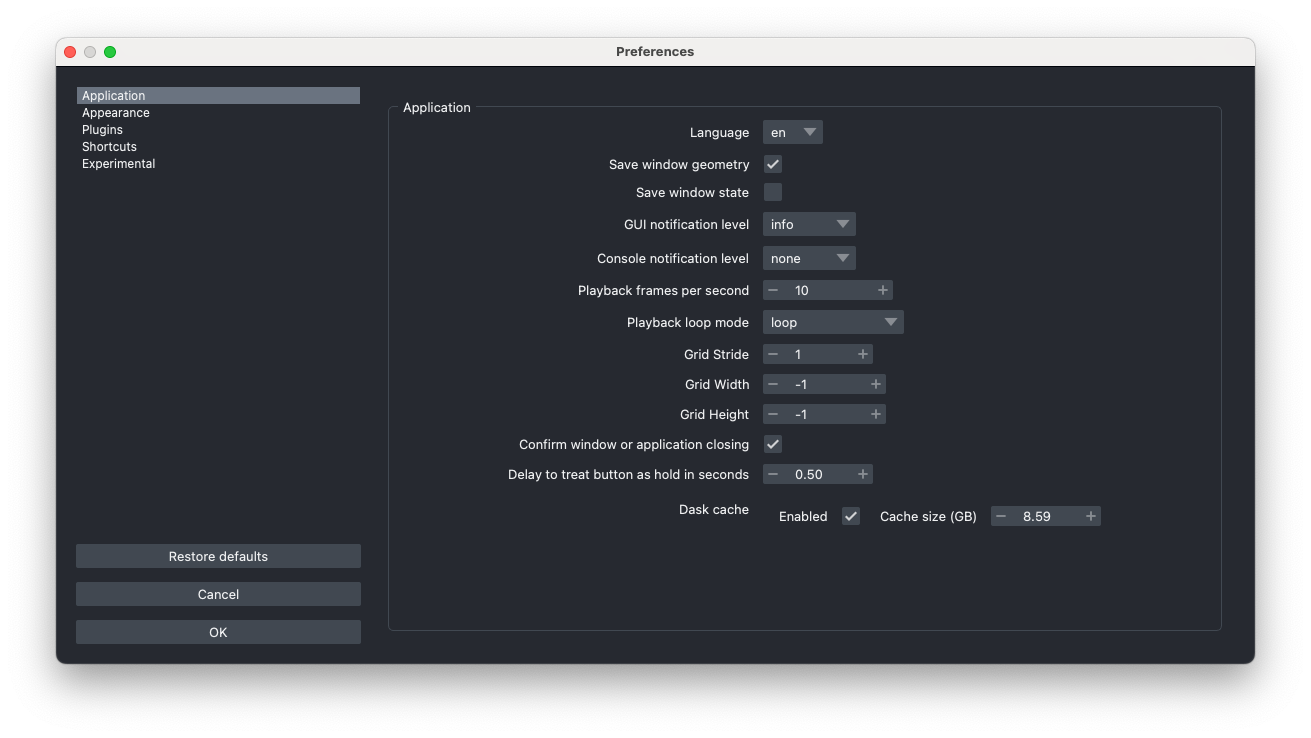 Preferences
Application
Appearance
Plugins
Shortcuts
Experimental
Application
Language en
Save window geometry
Save window state
GUI notification level info
Console notification level none
Playback frames per second − 10 +
Playback loop mode loop
Grid Stride − 1 +
Grid Width − -1 +
Grid Height − -1 +
Confirm window or application closing
Delay to treat button as hold in seconds − 0.50 +
Dask cache Enabled Cache size (GB) − 8.59 +
Restore defaults
Cancel
OK